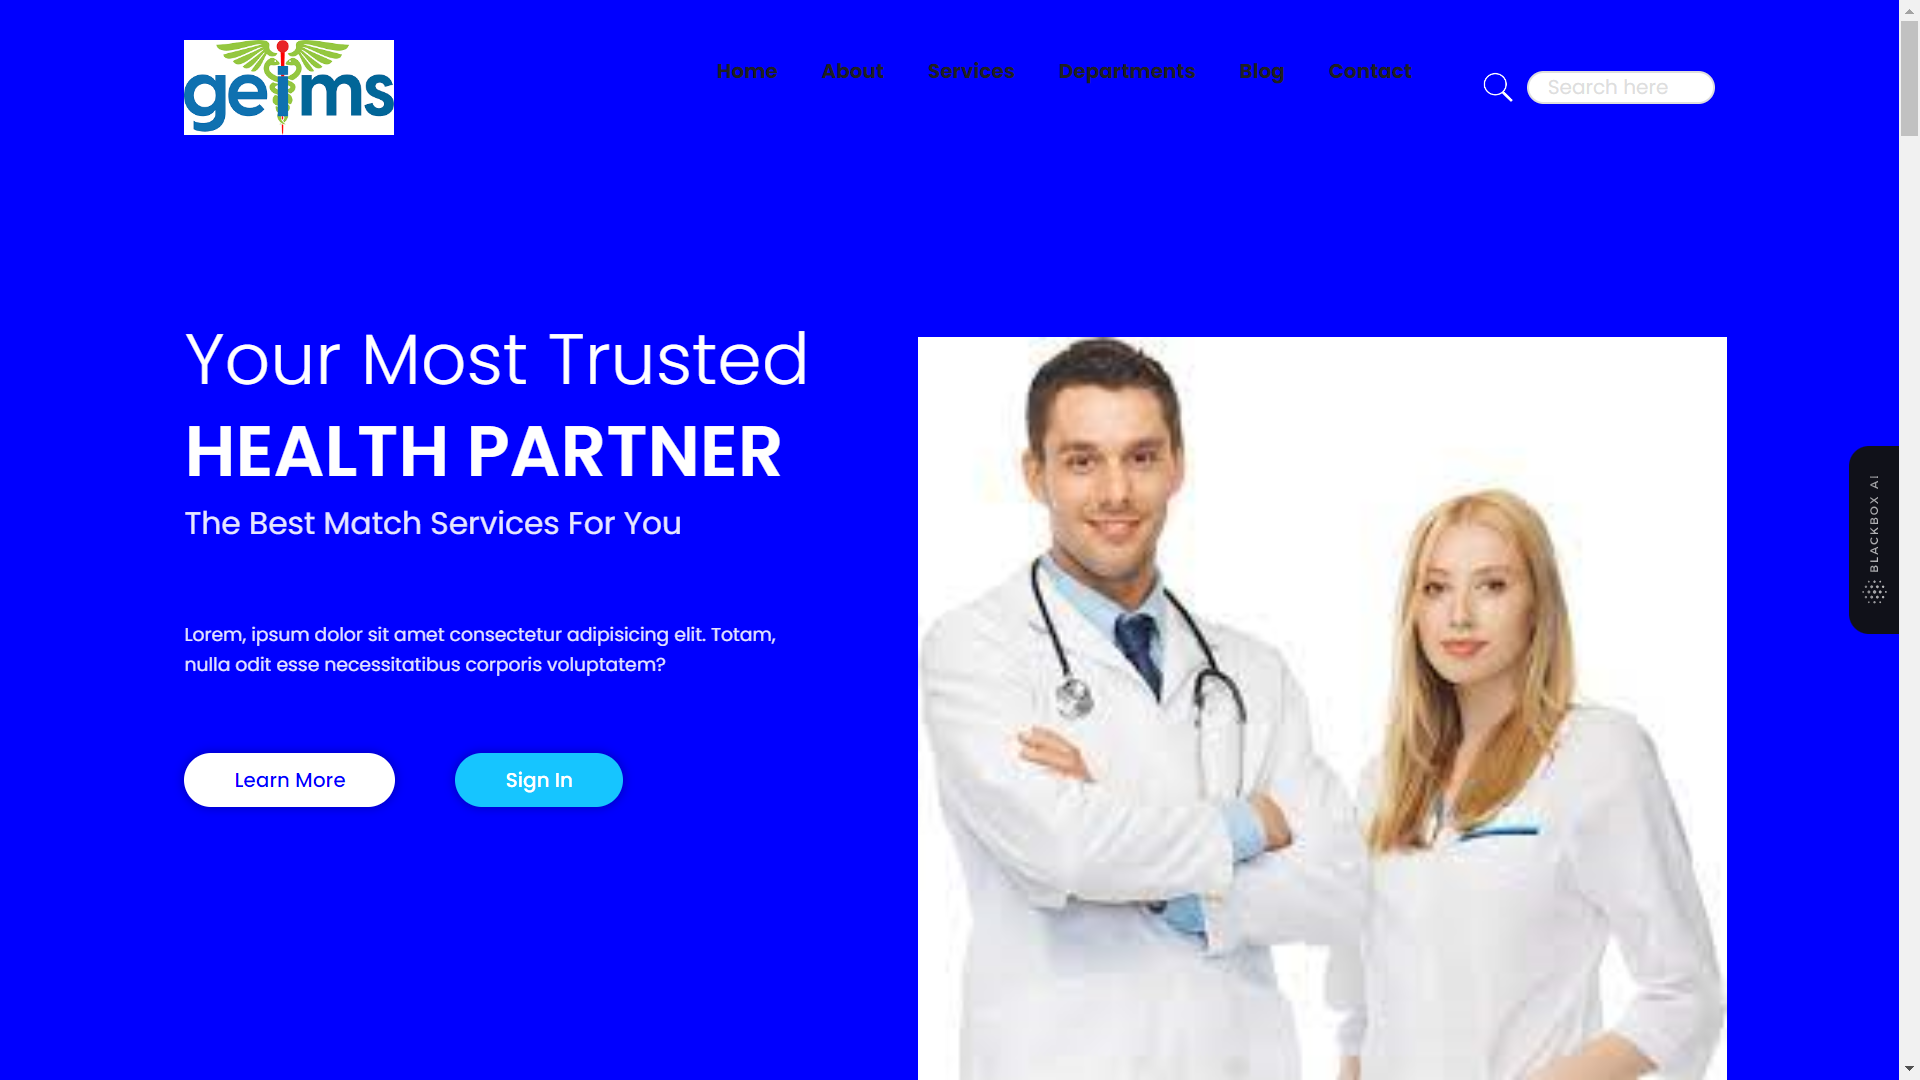 geims
Home About Services Departments Blog Contact
Search here
Your Most Trusted
HEALTH PARTNER
The Best Match Services For You
Lorem, ipsum dolor sit amet consectetur adipisicing elit. Totam,
nulla odit esse necessitatibus corporis voluptatem?
Learn More
Sign In
BLACKBOX AI